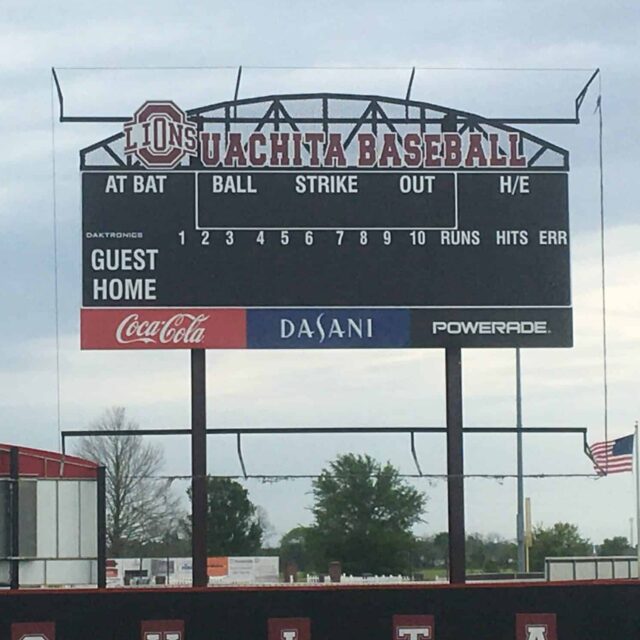 LIONS
OUACHITA BASEBALL
AT BAT BALL STRIKE OUT H/E
DAKTRONICS 1 2 3 4 5 6 7 8 9 10 RUNS HITS ERR
GUEST
HOME
Coca-Cola DASANI POWERADE
O U I T A